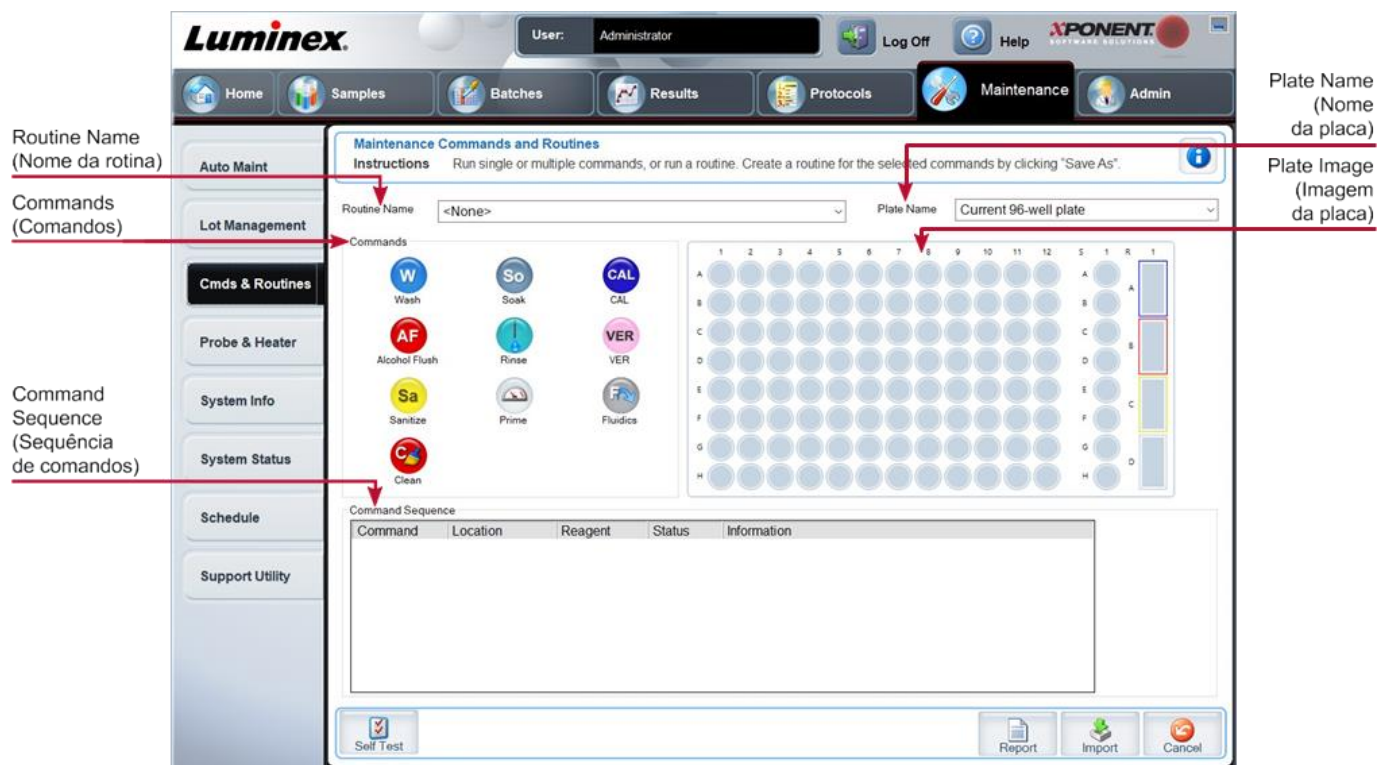 Luminex.
User: Administrator
Log Off
Help
XPONENT.
SOFTWARE SOLUTIONS
Home
Samples
Batches
Results
Protocols
Maintenance
Admin
Routine Name
(Nome da rotina)
Commands
(Comandos)
Command
Sequence
(Sequência
de comandos)
Plate Name
(Nome
da placa)
Plate Image
(Imagem
da placa)
Auto Maint
Lot Management
Cmds & Routines
Probe & Heater
System Info
System Status
Schedule
Support Utility
Maintenance Commands and Routines
Instructions Run single or multiple commands, or run a routine. Create a routine for the selected commands by clicking "Save As".
i
Routine Name <None>
Plate Name Current 96-well plate
Commands
W So CAL
Wash Soak CAL
AF VER
Alcohol Flush Rinse VER
Sa F
Sanitize Prime Fluidics
C
Clean
1 2 3 4 5 6 7 8 9 10 11 12 S 1 R 1
A A A
B B
C C
D D B
E E
F F C
G G
H H D
Command Sequence
Command Location Reagent Status Information
Self Test
Report
Import
Cancel